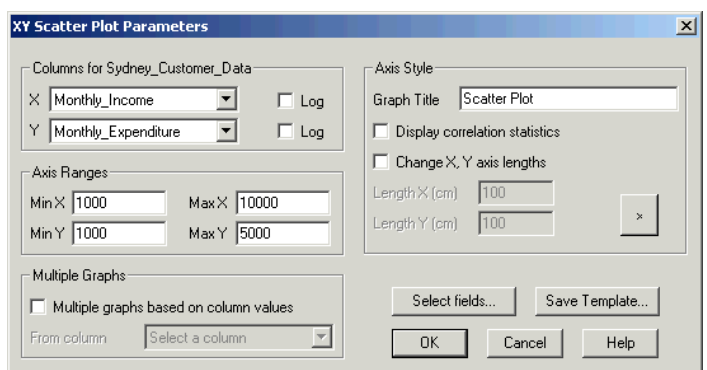 XY Scatter Plot Parameters
Columns for Sydney_Customer_Data
X Monthly_Income Log
Y Monthly_Expenditure Log
Axis Ranges
Min X 1000 Max X 10000
Min Y 1000 Max Y 5000
Multiple Graphs
Multiple graphs based on column values
From column Select a column
Axis Style
Graph Title Scatter Plot
Display correlation statistics
Change X, Y axis lengths
Length X (cm) 100
Length Y (cm) 100
»
Select fields... Save Template...
OK Cancel Help